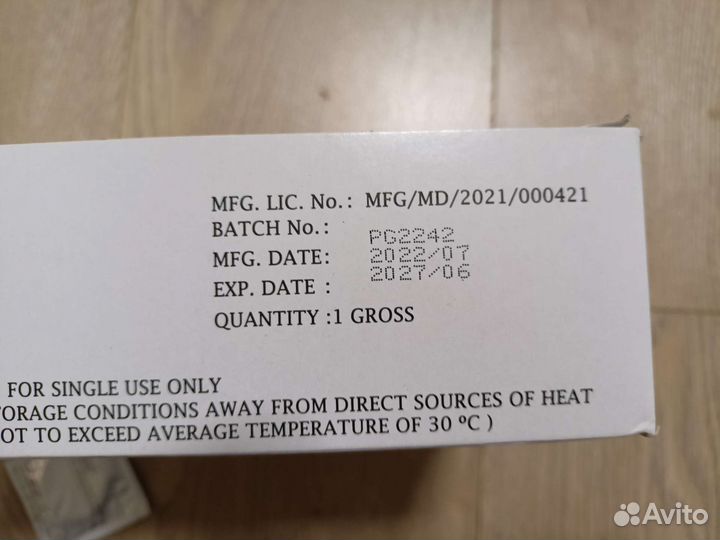 MFG. LIC. No.: MFG/MD/2021/000421
BATCH No.: PG2242
MFG. DATE: 2022/07
EXP. DATE : 2027/06
QUANTITY :1 GROSS
FOR SINGLE USE ONLY
CONDITIONS AWAY FROM DIRECT SOURCES OF HEAT
TO EXCEED AVERAGE TEMPERATURE OF 30 ºC )
Avito